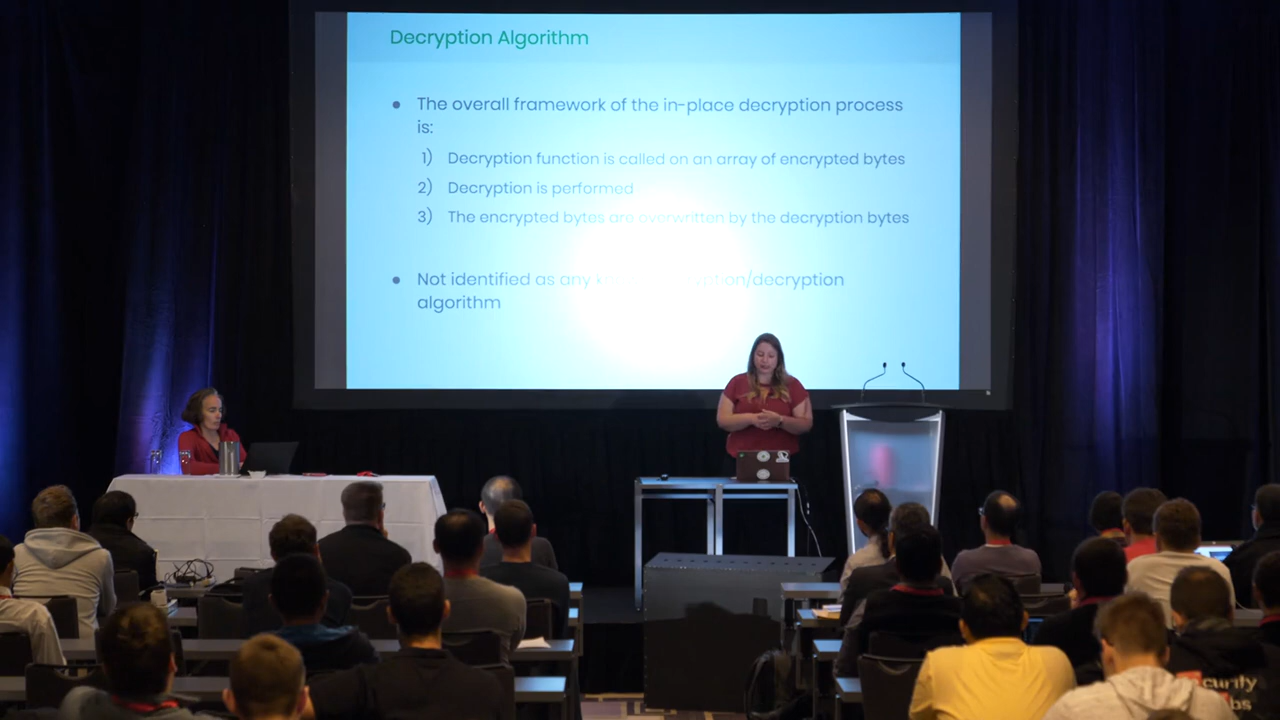 Decryption Algorithm
● The overall framework of the in-place decryption process
is:
1) Decryption function is called on an array of encrypted bytes
2) Decryption is performed
3) The encrypted bytes are overwritten by the decryption bytes
● Not identified as any encryption/decryption
algorithm